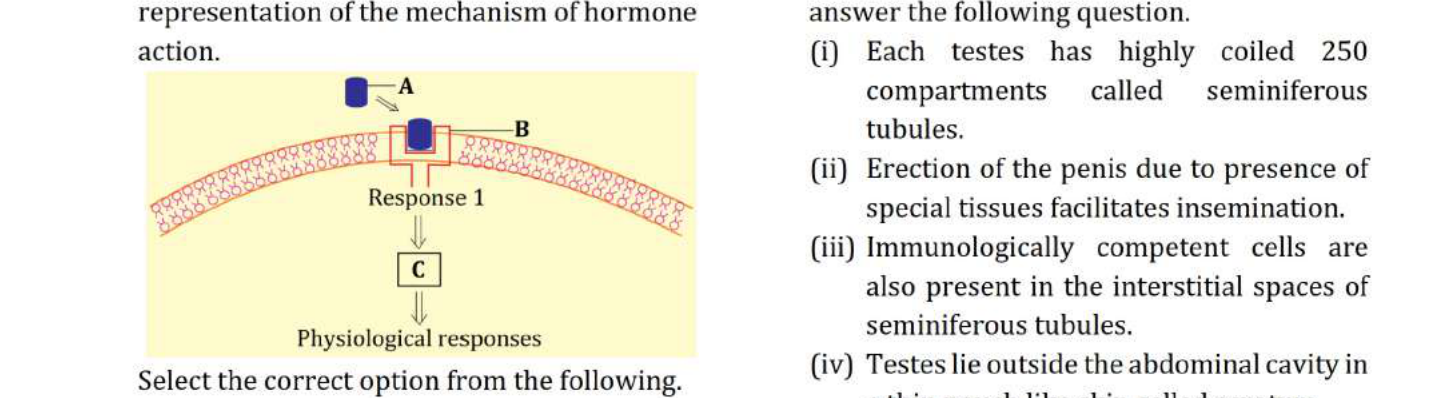 representation of the mechanism of hormone
action.
A
B
Response 1
C
Physiological responses
Select the correct option from the following.
answer the following question.
(i) Each testes has highly coiled 250
compartments called seminiferous
tubules.
(ii) Erection of the penis due to presence of
special tissues facilitates insemination.
(iii) Immunologically competent cells are
also present in the interstitial spaces of
seminiferous tubules.
(iv) Testes lie outside the abdominal cavity in